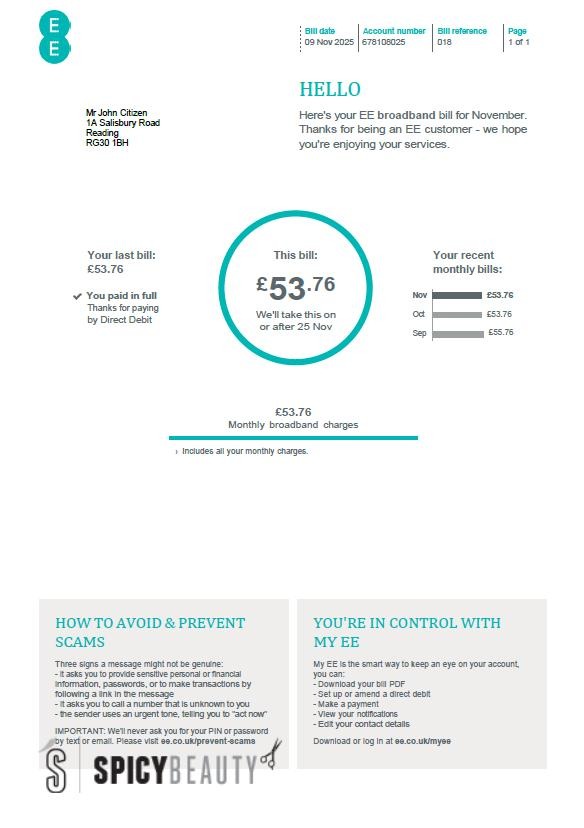 E
E
Bill date
09 Nov 2025
Account number
678108025
Bill reference
018
Page
1 of 1
HELLO
Here's your EE broadband bill for November.
Thanks for being an EE customer - we hope
you're enjoying your services.
Mr John Citizen
1A Salisbury Road
Reading
RG30 1BH
Your last bill:
£53.76
You paid in full
Thanks for paying
by Direct Debit
This bill:
£53.76
We'll take this on
or after 25 Nov
Your recent
monthly bills:
Nov £53.76
Oct £53.76
Sep £55.76
£53.76
Monthly broadband charges
› Includes all your monthly charges.
HOW TO AVOID & PREVENT
SCAMS
Three signs a message might not be genuine:
- it asks you to provide sensitive personal or financial
information, passwords, or to make transactions by
following a link in the message
- it asks you to call a number that is unknown to you
- the sender uses an urgent tone, telling you to "act now"
IMPORTANT: We'll never ask you for your PIN or password
by text or email. Please visit ee.co.uk/prevent-scams
YOU'RE IN CONTROL WITH
MY EE
My EE is the smart way to keep an eye on your account,
you can:
- Download your bill PDF
- Set up or amend a direct debit
- Make a payment
- View your notifications
- Edit your contact details
Download or log in at ee.co.uk/myee
S SPICYBEAUTY